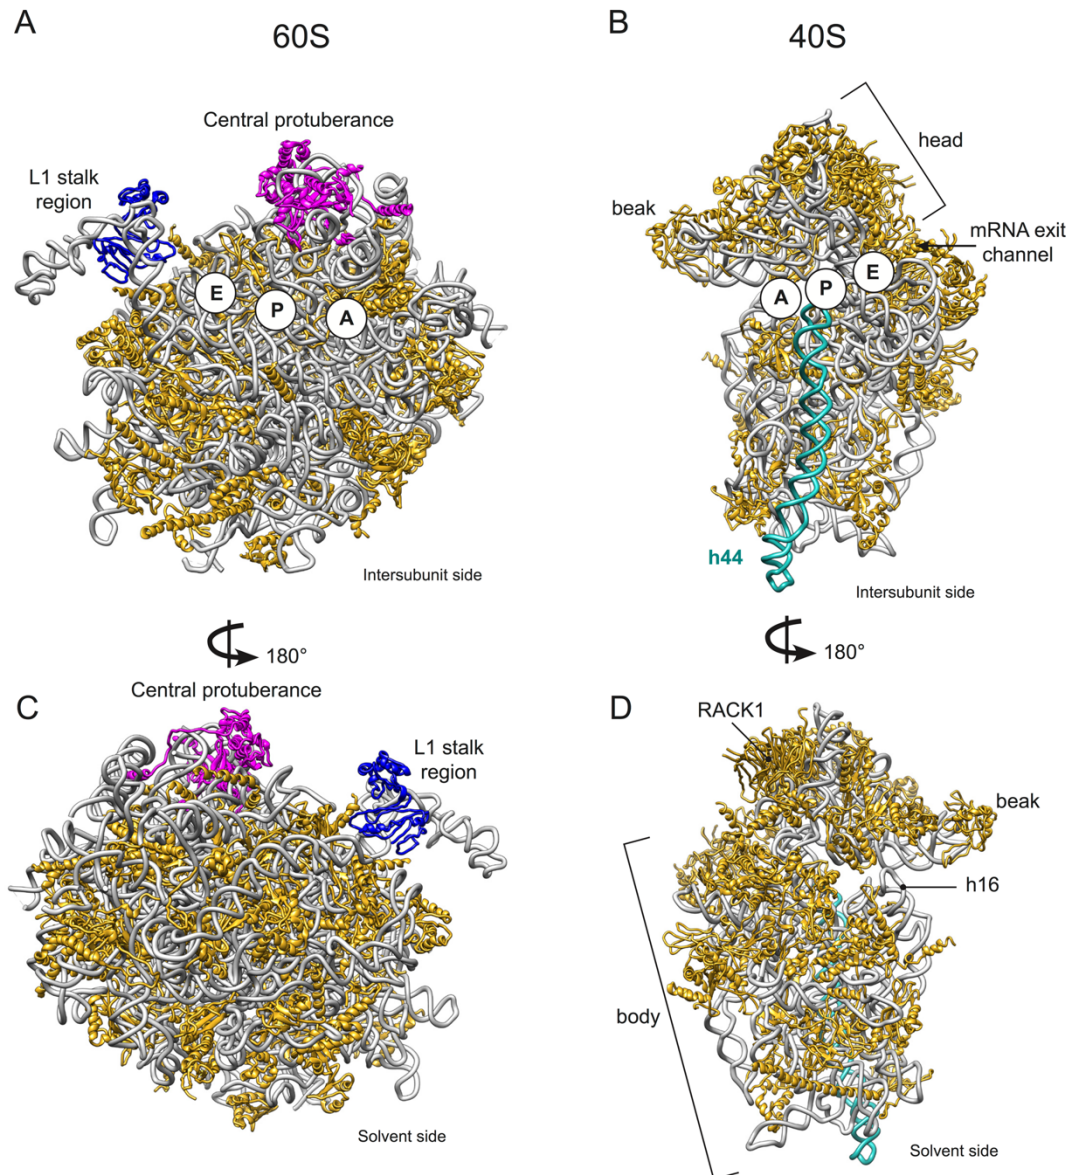 A
60S
Central protuberance
L1 stalk
region
E
P
A
Intersubunit side
180°
B
40S
head
beak
mRNA exit
channel
A
P
E
h44
Intersubunit side
180°
C
Central protuberance
L1 stalk
region
Solvent side
D
RACK1
beak
h16
body
Solvent side